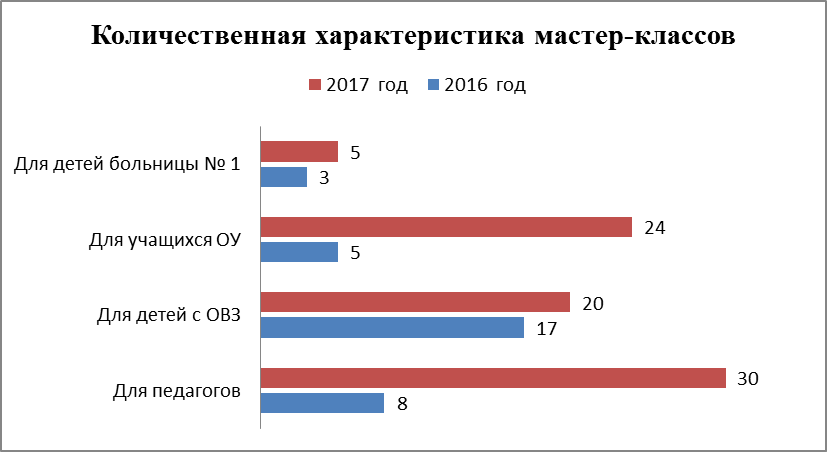 Количественная характеристика мастер-классов
2017 год 2016 год
Для детей больницы № 1 5
3
Для учащихся ОУ 24
5
Для детей с ОВЗ 20
17
Для педагогов 30
8